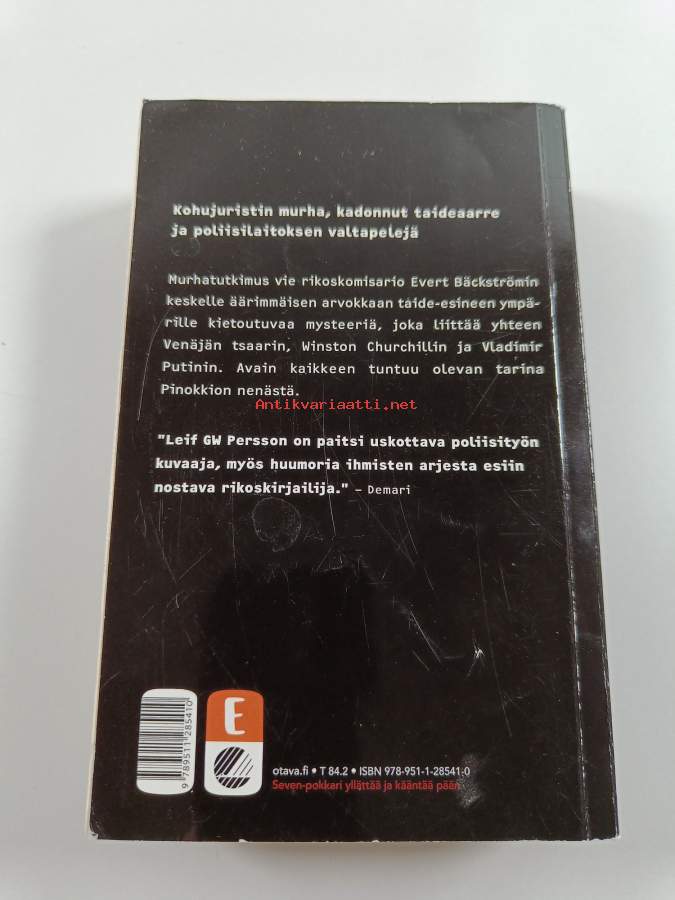 Kohujuristin murha, kadonnut taideaarre
ja poliisilaitoksen valtapelejä
Murhatutkimus vie rikoskomisario Evert Bäckströmin
keskelle äärimmäisen arvokkaan taide-esineen ympä-
rille kietoutuvaa mysteeriä, joka liittää yhteen
Venäjän tsaarin, Winston Churchillin ja Vladimir
Putinin. Avain kaikkeen tuntuu olevan tarina
Pinokkion nenästä.
Antikvariaatti.net
"Leif GW Persson on paitsi uskottava poliisityön
kuvaaja, myös huumoria ihmisten arjesta esiin
nostava rikoskirjailija." – Demari
9 789511 285410
E
otava.fi • T 84.2 • ISBN 978-951-1-28541-0
Seven-pokkari yllättää ja kääntää pään